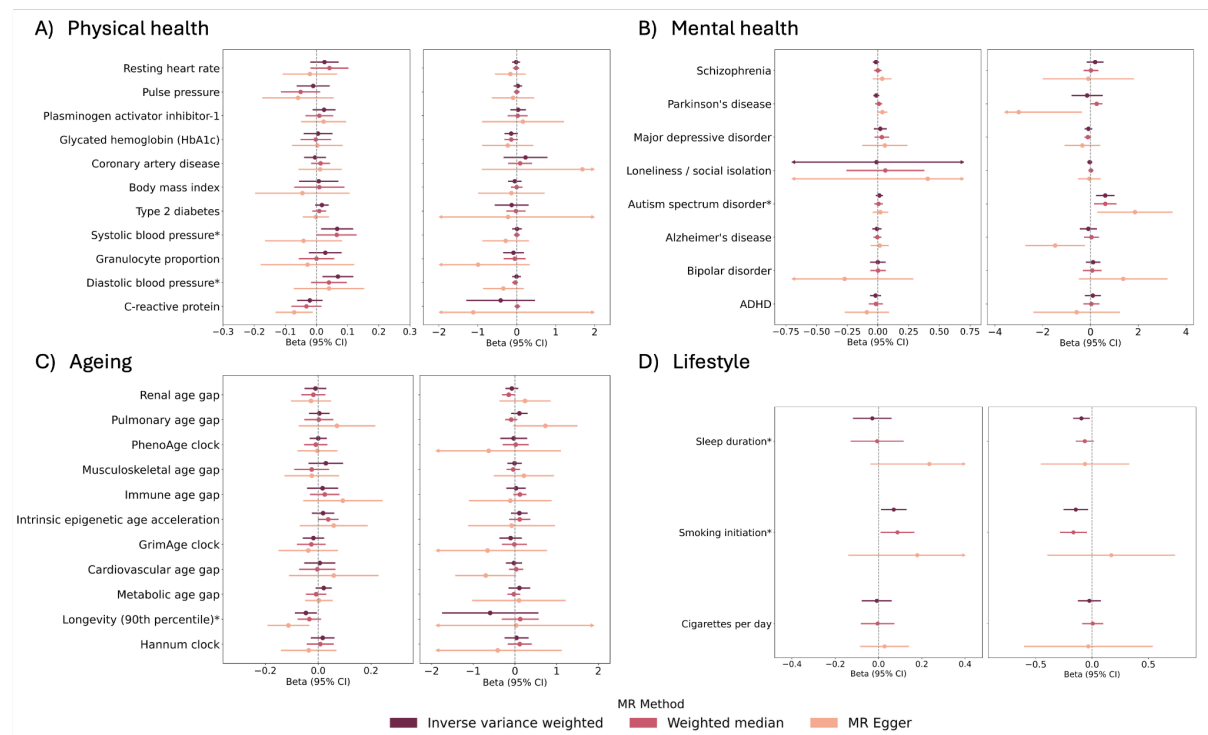 A) Physical health
Resting heart rate
Pulse pressure
Plasminogen activator inhibitor-1
Glycated hemoglobin (HbA1c)
Coronary artery disease
Body mass index
Type 2 diabetes
Systolic blood pressure*
Granulocyte proportion
Diastolic blood pressure*
C-reactive protein
−0.3 −0.2 −0.1 0.0 0.1 0.2 0.3
Beta (95% CI)
−2 −1 0 1 2
Beta (95% CI)
B) Mental health
Schizophrenia
Parkinson's disease
Major depressive disorder
Loneliness / social isolation
Autism spectrum disorder*
Alzheimer's disease
Bipolar disorder
ADHD
−0.75 −0.50 −0.25 0.00 0.25 0.50 0.75
Beta (95% CI)
−2 0 2 4
Beta (95% CI)
C) Ageing
Renal age gap
Pulmonary age gap
PhenoAge clock
Musculoskeletal age gap
Immune age gap
Intrinsic epigenetic age acceleration
GrimAge clock
Cardiovascular age gap
Metabolic age gap
Longevity (90th percentile)*
Hannum clock
−0.2 0.0 0.2
Beta (95% CI)
−2 −1 0 1 2
Beta (95% CI)
D) Lifestyle
Sleep duration*
Smoking initiation*
Cigarettes per day
−0.4 −0.2 0.0 0.2 0.4
Beta (95% CI)
−0.5 0.0 0.5
Beta (95% CI)
MR Method
Inverse variance weighted Weighted median MR Egger